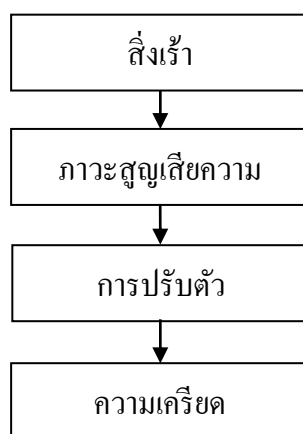 สิ่งเร้า
ภาวะสูญเสียความ
การปรับตัว
ความเครียด